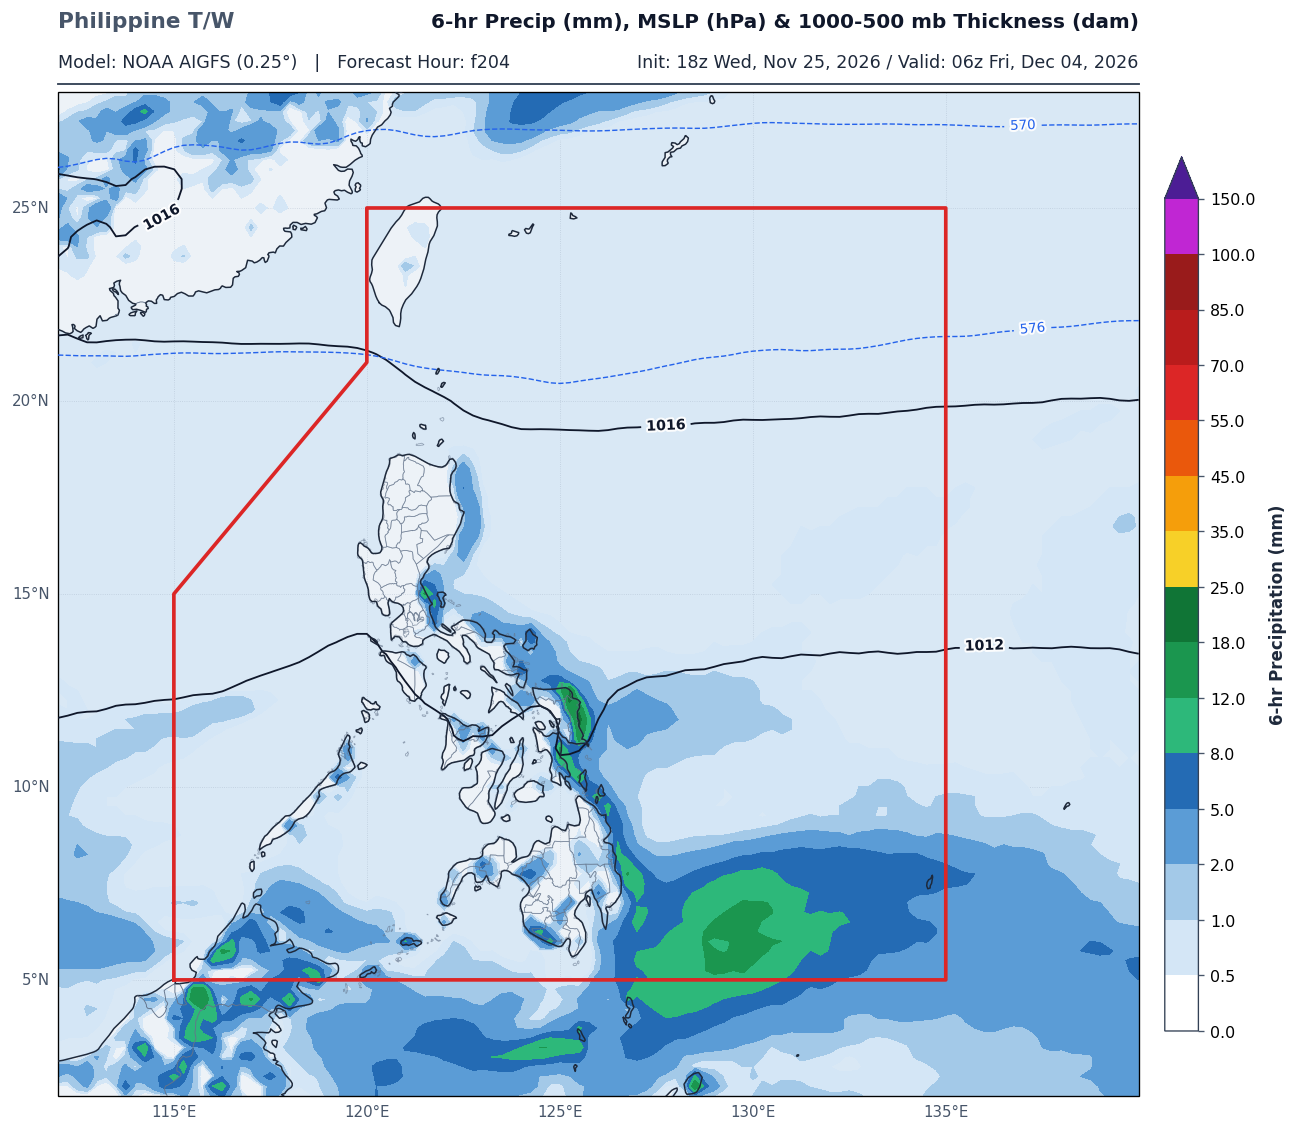 Philippine T/W
6-hr Precip (mm), MSLP (hPa) & 1000-500 mb Thickness (dam)
Model: NOAA AIGFS (0.25°) | Forecast Hour: f204
Init: 18z Wed, Nov 25, 2026 / Valid: 06z Fri, Dec 04, 2026
570
1016
576
1016
1012
25°N
20°N
15°N
10°N
5°N
115°E
120°E
125°E
130°E
135°E
150.0
100.0
85.0
70.0
55.0
45.0
35.0
25.0
18.0
12.0
8.0
5.0
2.0
1.0
0.5
0.0
6-hr Precipitation (mm)